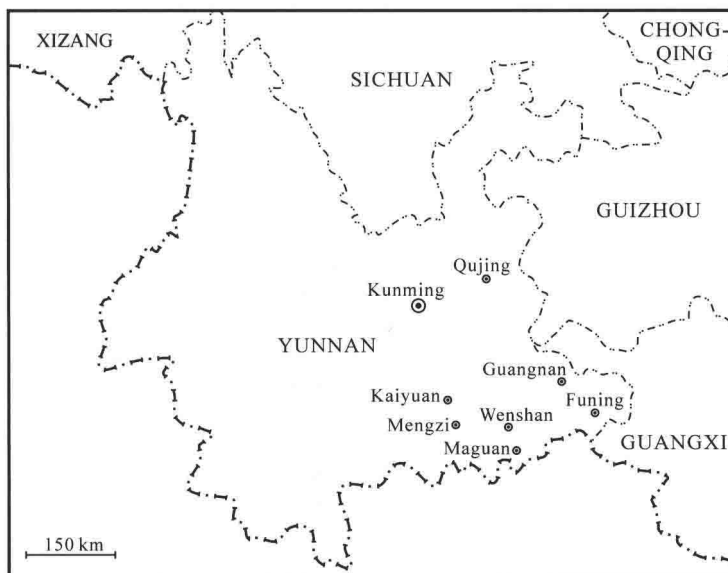 XIZANG
CHONG-
QING
SICHUAN
GUIZHOU
Qujing
Kunming
YUNNAN
Guangnan
Kaiyuan
Funing
Mengzi
Wenshan
Maguan
GUANGXI
150 km